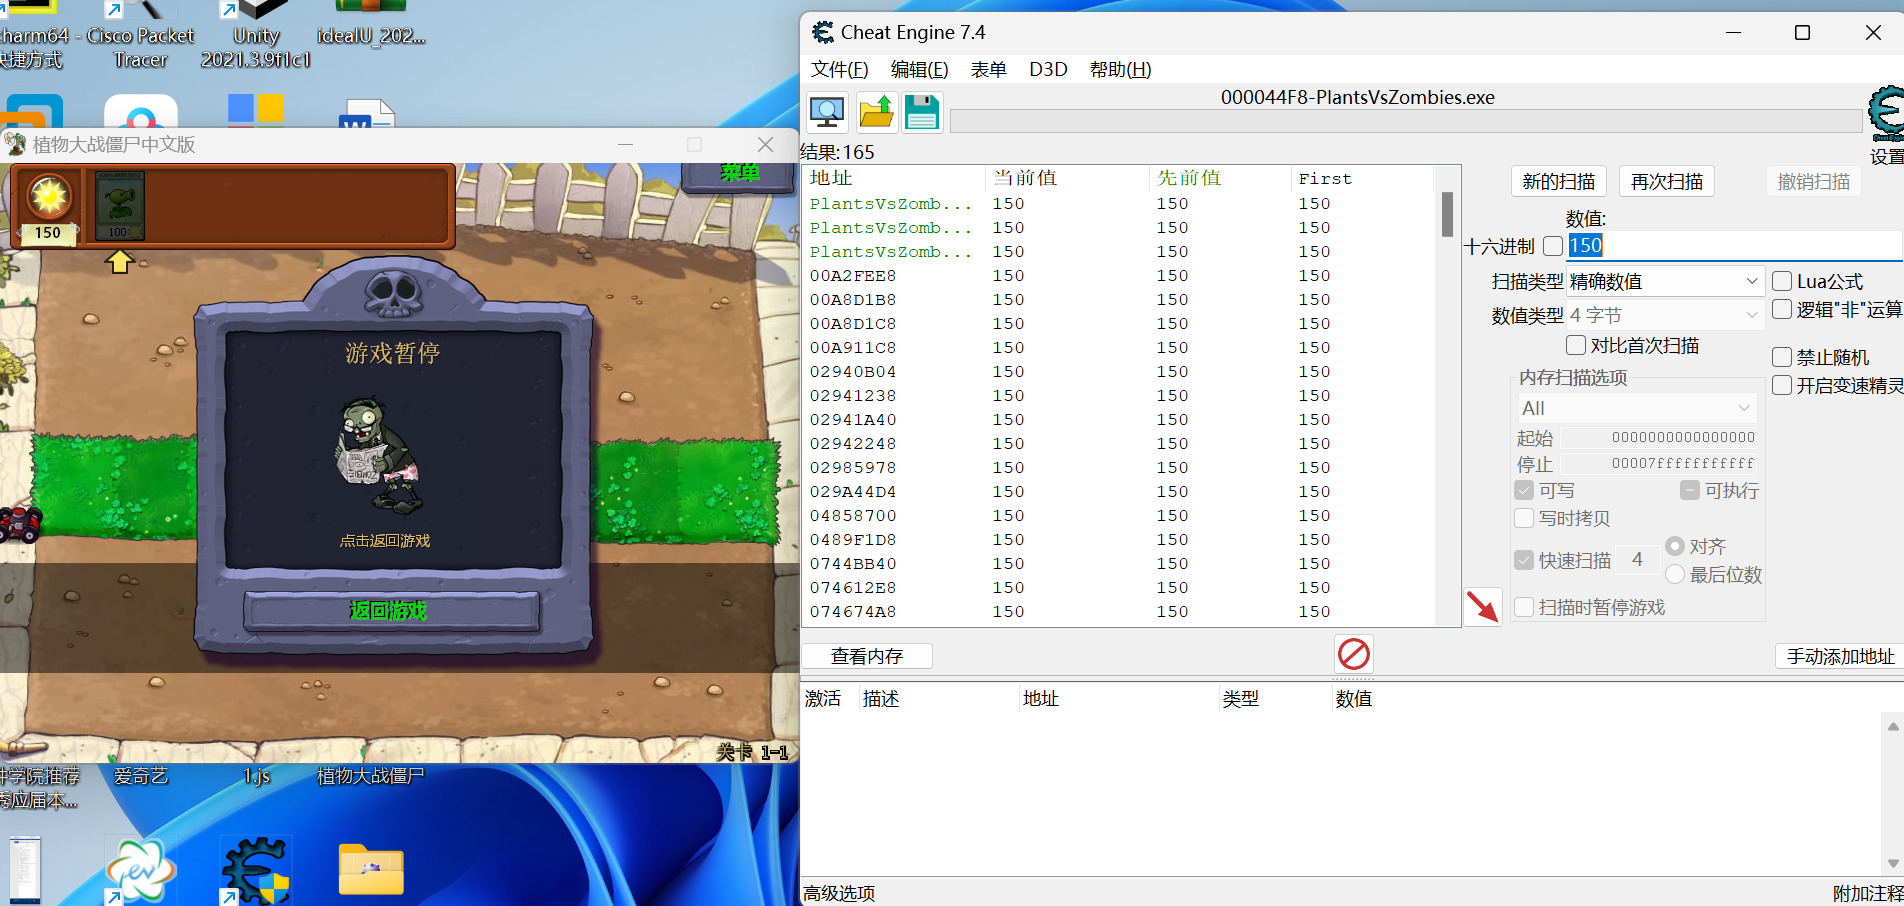 harm64 -
快捷方式
Cisco Packet
Tracer
Unity
2021.3.9f1c1
idealU_202...
植物大战僵尸中文版
150
100
菜单
游戏暂停
点击返回游戏
返回游戏
关卡 1-1
科学院推荐
秀应届本...
爱奇艺
1.js
植物大战僵尸
ev
Cheat Engine 7.4
文件(F) 编辑(E) 表单 D3D 帮助(H)
000044F8-PlantsVsZombies.exe
设置
结果:165
地址 当前值 先前值 First
PlantsVsZomb... 150 150 150
PlantsVsZomb... 150 150 150
PlantsVsZomb... 150 150 150
00A2FEE8 150 150 150
00A8D1B8 150 150 150
00A8D1C8 150 150 150
00A911C8 150 150 150
02940B04 150 150 150
02941238 150 150 150
02941A40 150 150 150
02942248 150 150 150
02985978 150 150 150
029A44D4 150 150 150
04858700 150 150 150
0489F1D8 150 150 150
0744BB40 150 150 150
074612E8 150 150 150
074674A8 150 150 150
新的扫描 再次扫描 撤销扫描
数值:
十六进制 150
扫描类型 精确数值 Lua公式
数值类型 4 字节 逻辑"非"运算
对比首次扫描
禁止随机
开启变速精灵
内存扫描选项
All
起始 0000000000000000
停止 00007fffffffffff
可写 可执行
写时拷贝
快速扫描 4 对齐
最后位数
扫描时暂停游戏
查看内存 手动添加地址
激活 描述 地址 类型 数值
高级选项 附加注释